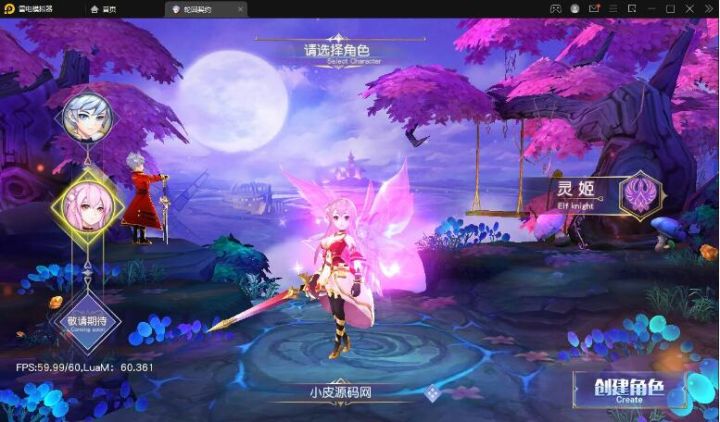 雷电模拟器 首页 轮回契约
请选择角色
Select Character
灵姬
Elf knight
敬请期待
Coming soon
FPS:59.99/60,LuaM: 60.361
小皮源码网
创建角色
Create